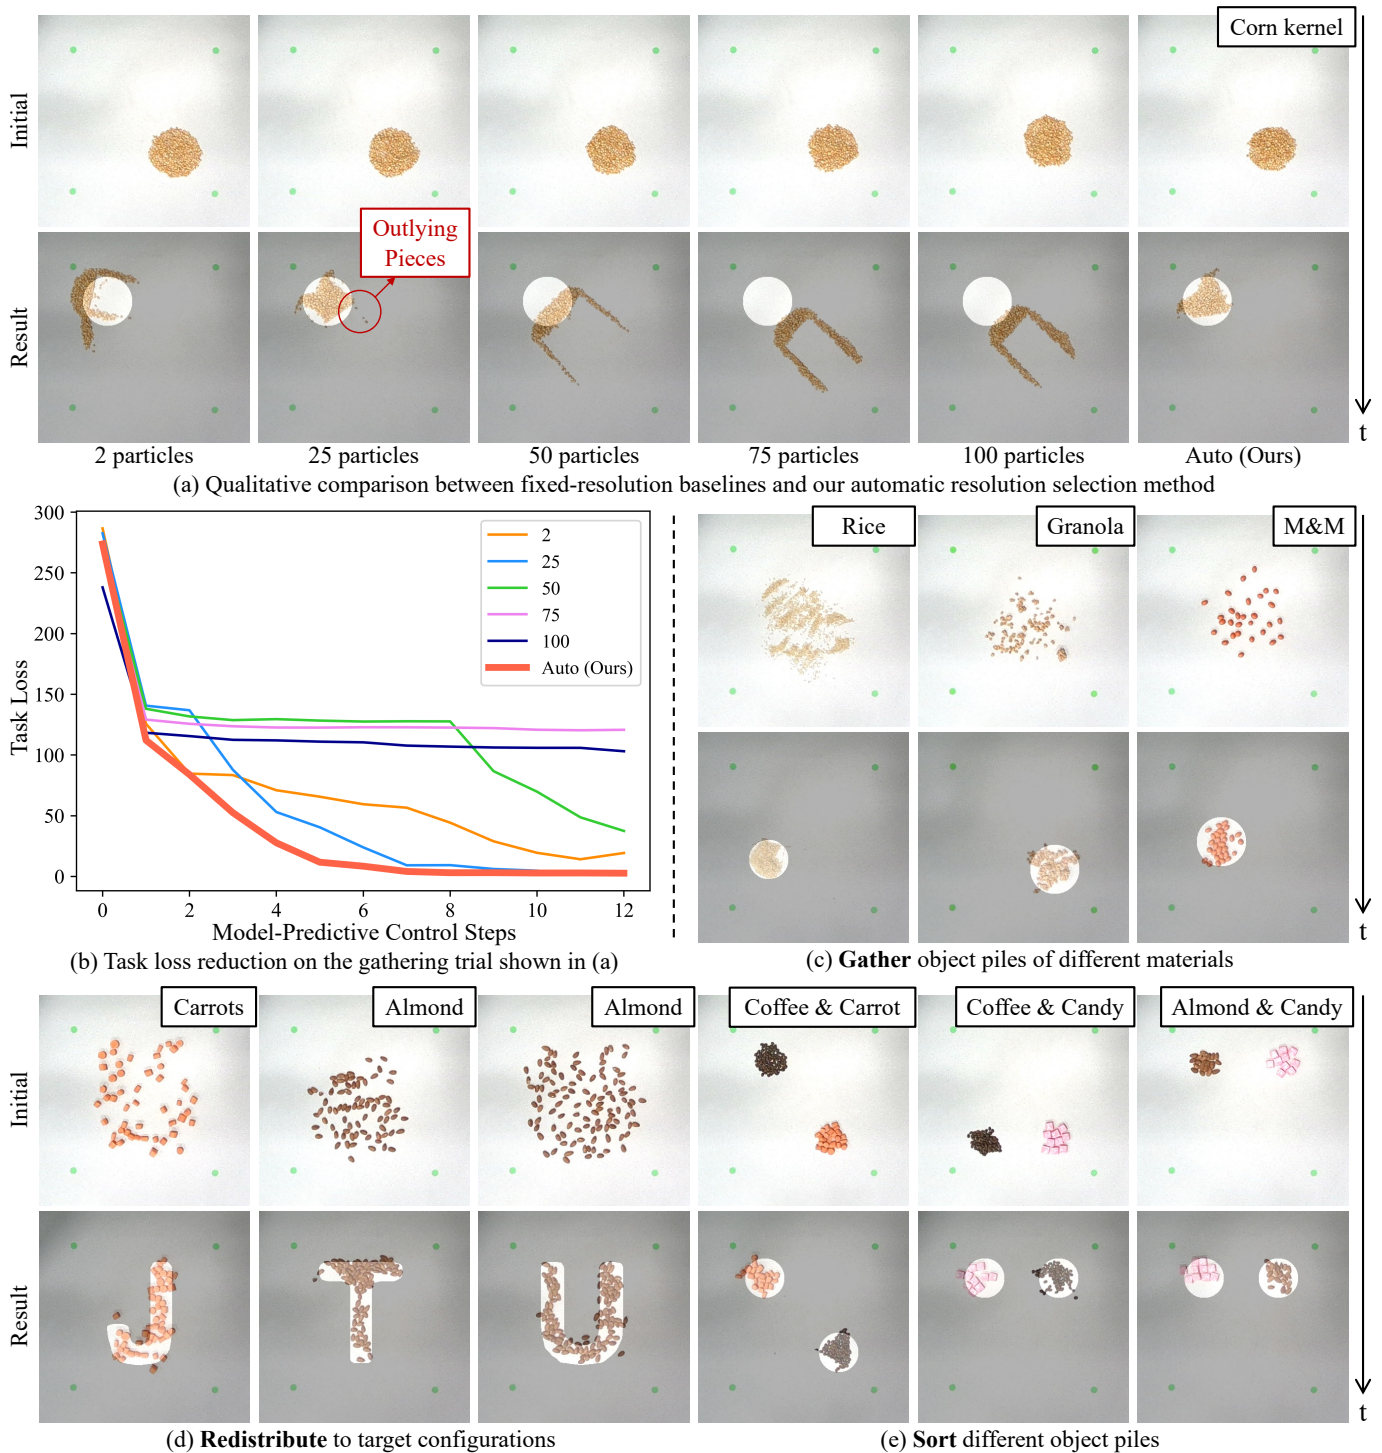 Corn kernel
Initial
Outlying
Pieces
Result
t
2 particles
25 particles
50 particles
75 particles
100 particles
Auto (Ours)
(a) Qualitative comparison between fixed-resolution baselines and our automatic resolution selection method
300
250
200
150
100
50
0
Task Loss
2
25
50
75
100
Auto (Ours)
0
2
4
6
8
10
12
Model-Predictive Control Steps
(b) Task loss reduction on the gathering trial shown in (a)
Rice
Granola
M&M
t
(c) Gather object piles of different materials
Carrots
Almond
Almond
Coffee & Carrot
Coffee & Candy
Almond & Candy
Initial
Result
t
(d) Redistribute to target configurations
(e) Sort different object piles